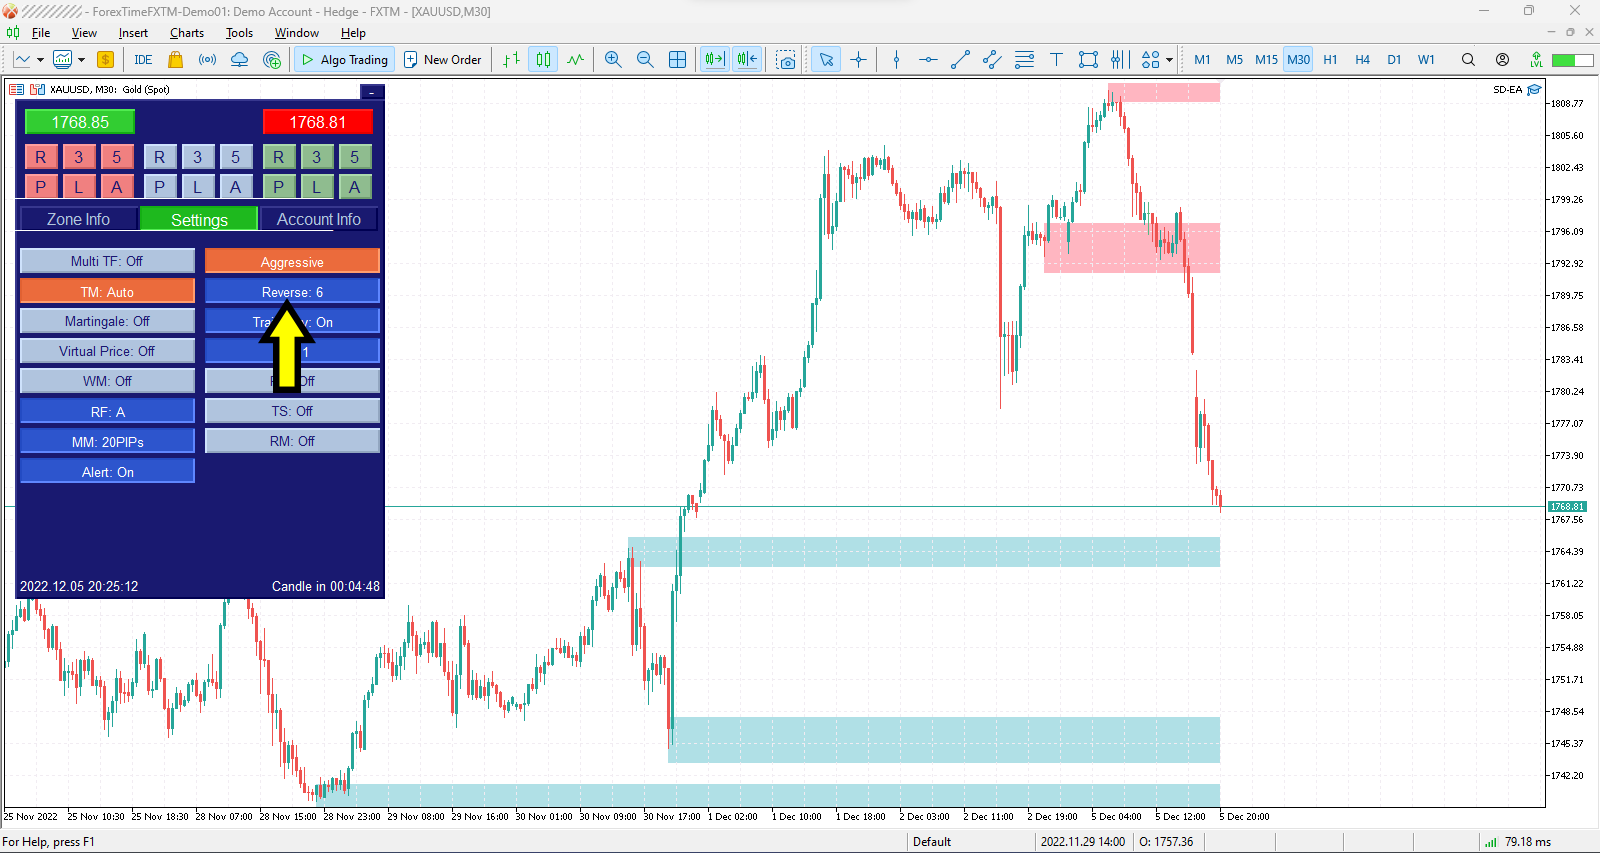 - ForexTimeFXTM-Demo01: Demo Account - Hedge - FXTM - [XAUUSD,M30]
File View Insert Charts Tools Window Help
IDE Algo Trading New Order M1 M5 M15 M30 H1 H4 D1 W1 LVL
XAUUSD, M30: Gold (Spot)
SD-EA
1768.85 1768.81
R 3 5 R 3 5 R 3 5
P L A P L A P L A
Zone Info Settings Account Info
Multi TF: Off Aggressive
TM: Auto Reverse: 6
Martingale: Off On
Virtual Price: Off 1
WM: Off Off
RF: A TS: Off
MM: 20PIPs RM: Off
Alert: On
2022.12.05 20:25:12 Candle in 00:04:48
1808.77
1805.60
1802.43
1799.26
1796.09
1792.92
1789.75
1786.58
1783.41
1780.24
1777.07
1773.90
1770.73
1768.81
1767.56
1764.39
1761.22
1758.05
1754.88
1751.71
1748.54
1745.37
1742.20
25 Nov 2022 25 Nov 10:30 25 Nov 18:30 28 Nov 07:00 28 Nov 15:00 28 Nov 23:00 29 Nov 08:00 29 Nov 16:00 30 Nov 01:00 30 Nov 09:00 30 Nov 17:00 1 Dec 02:00 1 Dec 10:00 1 Dec 18:00 2 Dec 03:00 2 Dec 11:00 2 Dec 19:00 5 Dec 04:00 5 Dec 12:00 5 Dec 20:00
For Help, press F1 Default 2022.11.29 14:00 O: 1757.36 79.18 ms